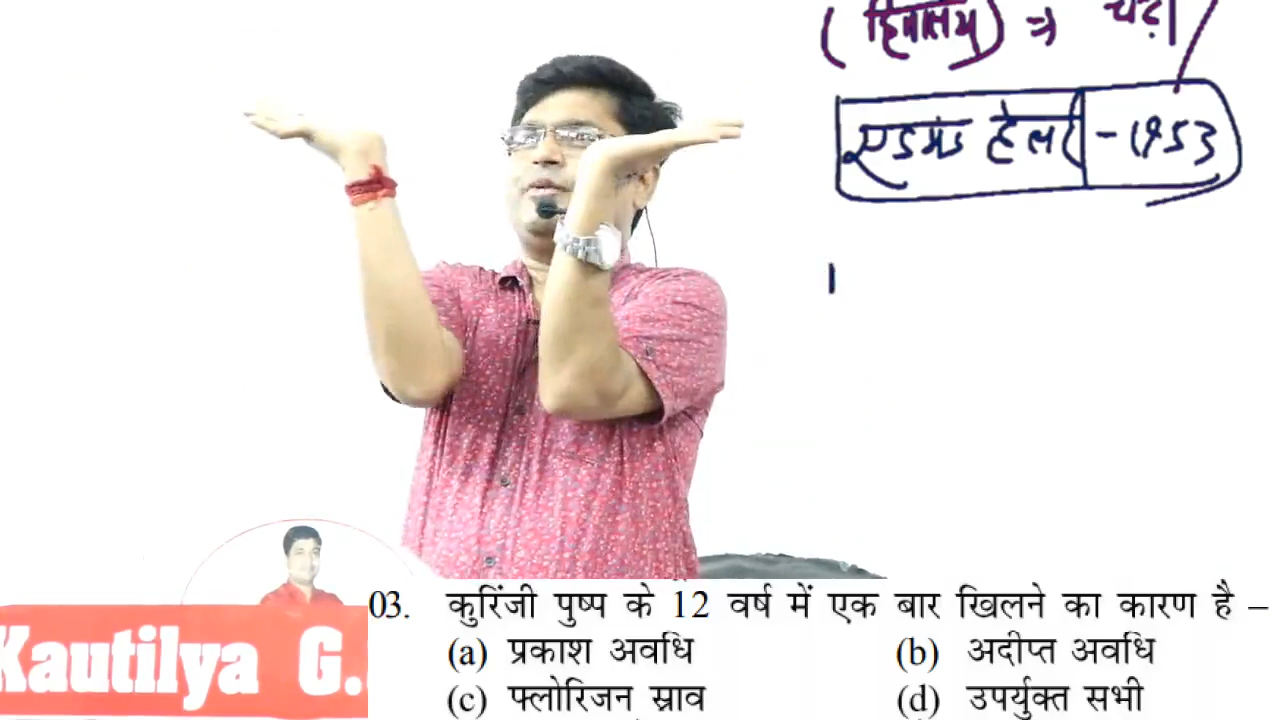 (हिमालय) ⇒ चढ़ा
एडमंड हेलरी - 1953
03. कुरिंजी पुष्प के 12 वर्ष में एक बार खिलने का कारण है –
(a) प्रकाश अवधि (b) अदीप्त अवधि
(c) फ्लोरिजन स्राव (d) उपर्युक्त सभी
Kautilya G.